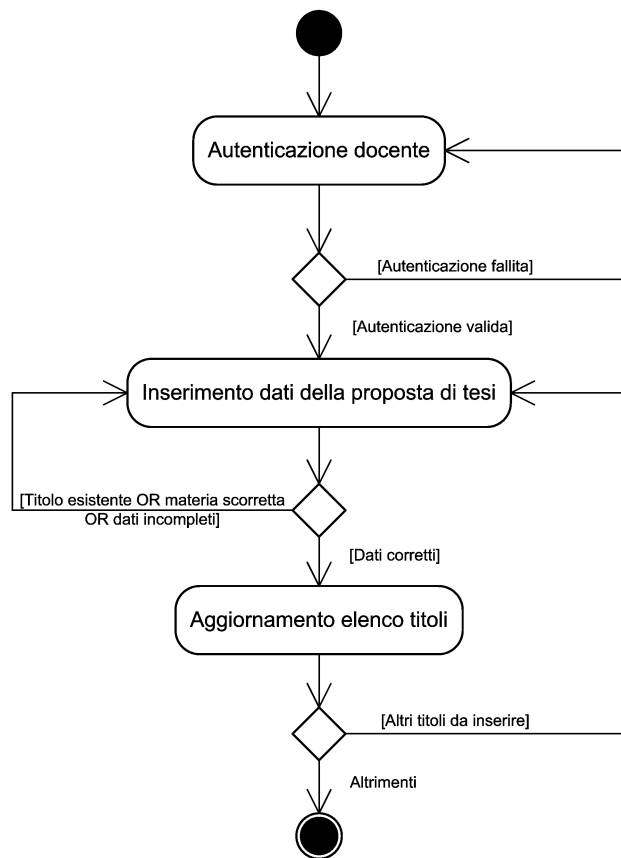 Autenticazione docente
[Autenticazione fallita]
[Autenticazione valida]
Inserimento dati della proposta di tesi
[Titolo esistente OR materia scorretta
OR dati incompleti]
[Dati corretti]
Aggiornamento elenco titoli
[Altri titoli da inserire]
Altrimenti